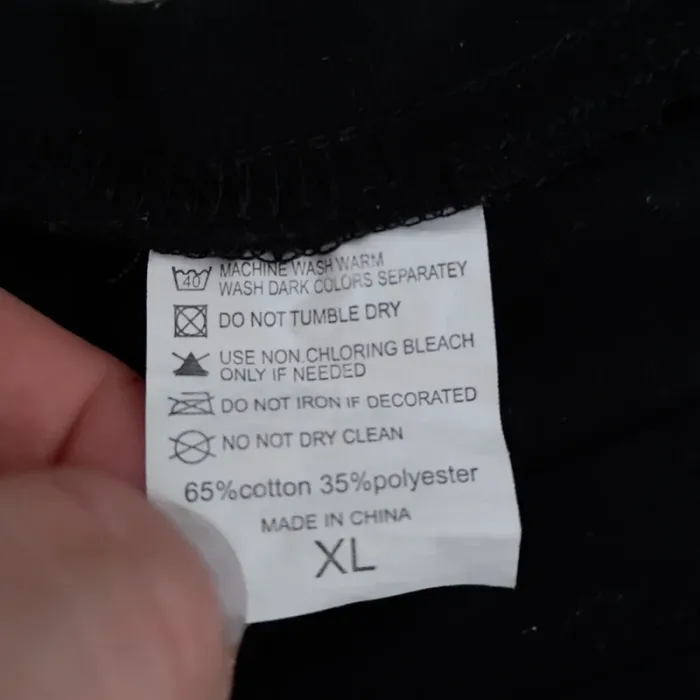 40
MACHINE WASH WARM
WASH DARK COLORS SEPARATEY
DO NOT TUMBLE DRY
USE NON.CHLORING BLEACH
ONLY IF NEEDED
DO NOT IRON IF DECORATED
NO NOT DRY CLEAN
65%cotton 35%polyester
MADE IN CHINA
XL